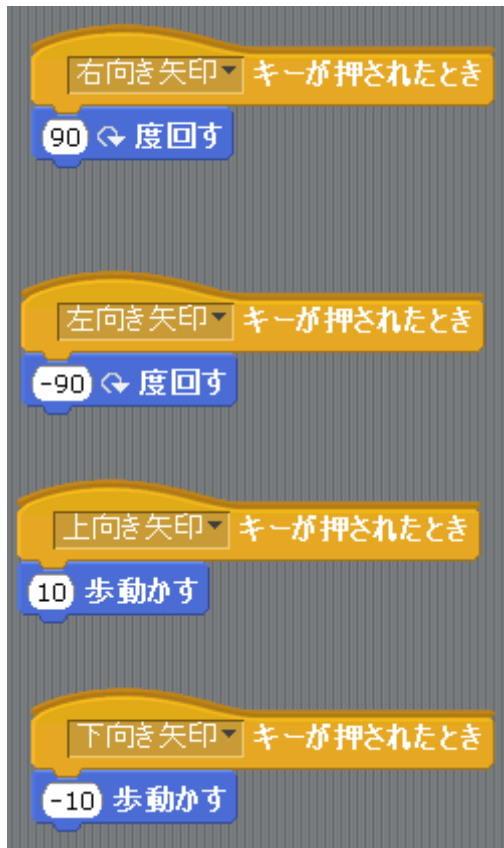 右向き矢印 キーが押されたとき
90 度回す
左向き矢印 キーが押されたとき
-90 度回す
上向き矢印 キーが押されたとき
10 歩動かす
下向き矢印 キーが押されたとき
-10 歩動かす